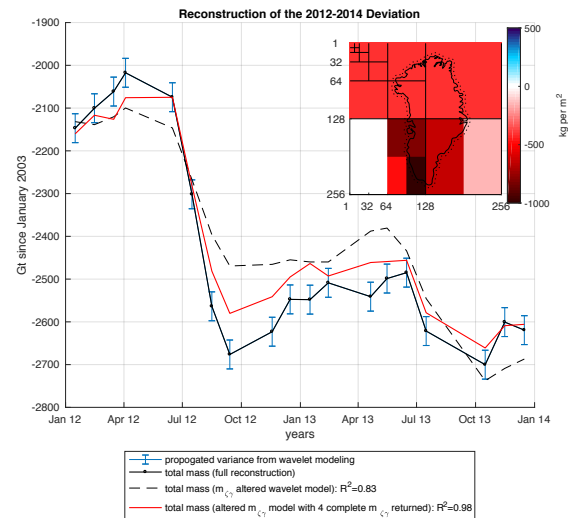 Reconstruction of the 2012-2014 Deviation
-1900
-2000
-2100
-2200
-2300
-2400
-2500
-2600
-2700
-2800
Gt since January 2003
Jan 12 Apr 12 Jul 12 Oct 12 Jan 13 Apr 13 Jul 13 Oct 13 Jan 14
years
1
32
64
128
256
1 32 64 128 256
500
0
-500
-1000
kg per m²
propogated variance from wavelet modeling
total mass (full reconstruction)
total mass (m_ζγ altered wavelet model): R²=0.83
total mass (altered m_ζγ model with 4 complete m_ζγ returned): R²=0.98